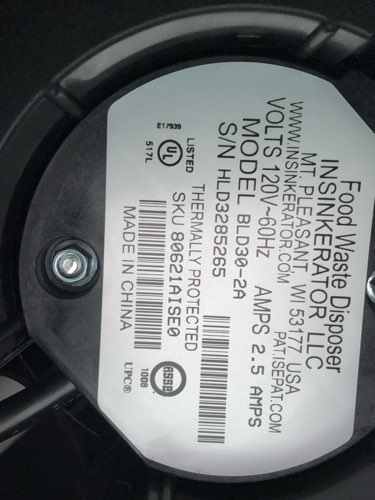 Food Waste Disposer
INSINKERATOR LLC
MT. PLEASANT, WI 53177 USA
WWW.INSINKERATOR.COM PAT.ISEPAT.COM
VOLTS 120V~60Hz AMPS 2.5 AMPS
MODEL BLD30-2A
S/N HLD3285265
THERMALLY PROTECTED
SKU 80621AISE0
LISTED
UL
E17939
517L
MADE IN CHINA
ASSE
1008
UPC®